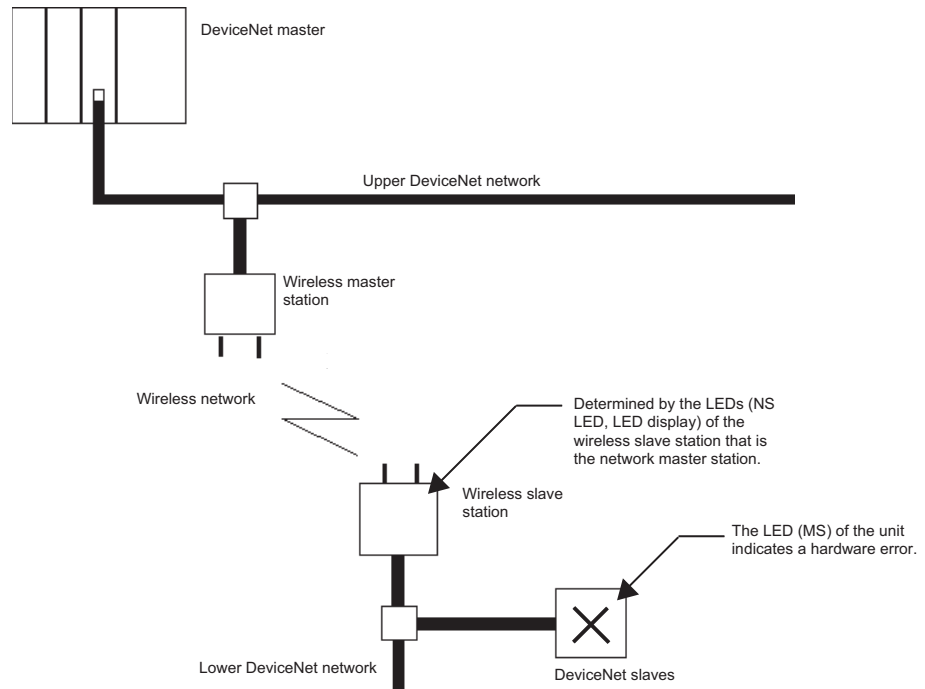 DeviceNet master
Upper DeviceNet network
Wireless master
station
Wireless network
Determined by the LEDs (NS
LED, LED display) of the
wireless slave station that is
the network master station.
Wireless slave
station
The LED (MS) of the unit
indicates a hardware error.
Lower DeviceNet network
DeviceNet slaves